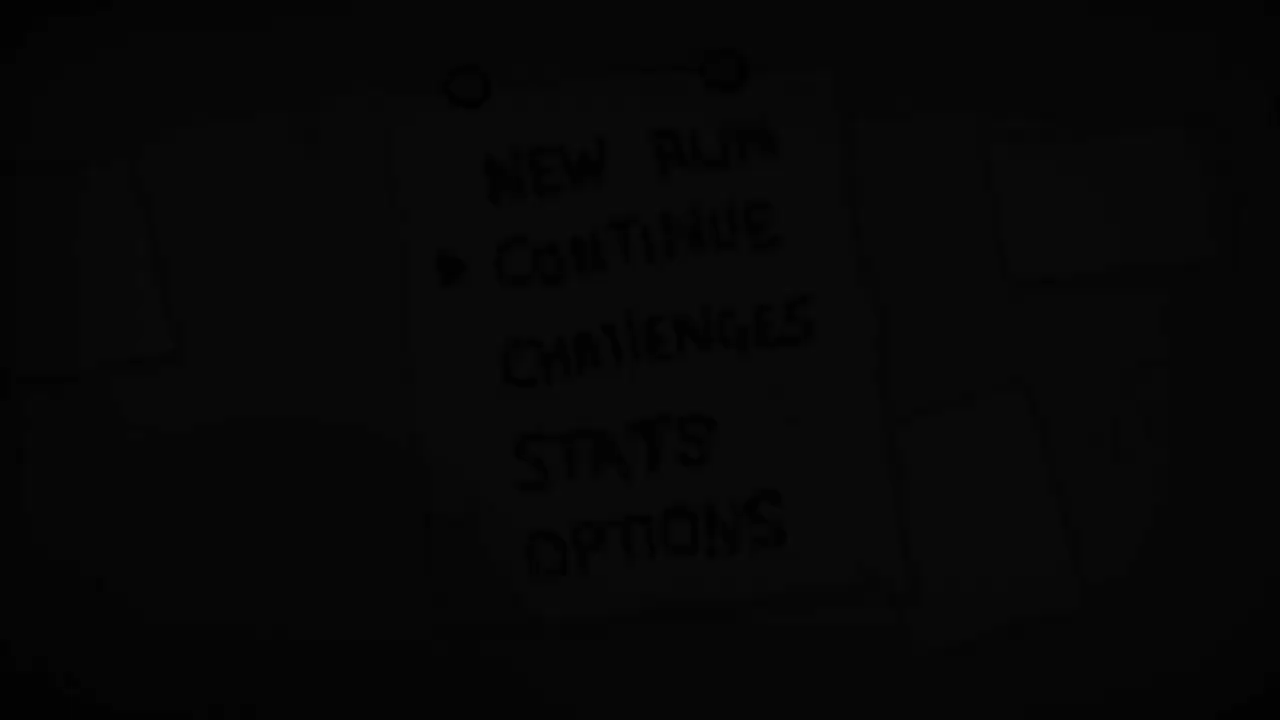 NEW RUN
CONTINUE
CHALLENGES
STATS
OPTIONS